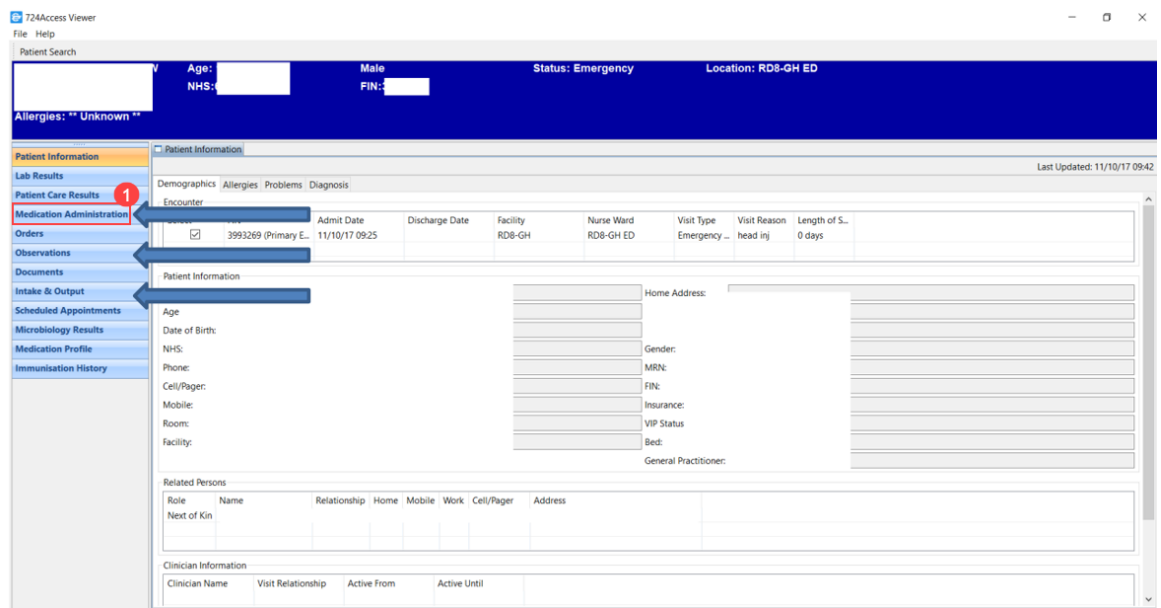 724Access Viewer
File Help
Patient Search
Age: Male Status: Emergency Location: RD8-GH ED
NHS: FIN:
Allergies: ** Unknown **
Patient Information
Lab Results
Patient Care Results
1
Medication Administration
Orders
Observations
Documents
Intake & Output
Scheduled Appointments
Microbiology Results
Medication Profile
Immunisation History
Patient Information
Last Updated: 11/10/17 09:42
Demographics Allergies Problems Diagnosis
Encounter
Admit Date Discharge Date Facility Nurse Ward Visit Type Visit Reason Length of S...
3993269 (Primary E... 11/10/17 09:25 RD8-GH RD8-GH ED Emergency ... head inj 0 days
Patient Information
Home Address:
Age
Date of Birth:
NHS: Gender:
Phone: MRN:
Cell/Pager: FIN:
Mobile: Insurance:
Room: VIP Status
Facility: Bed:
General Practitioner:
Related Persons
Role Name Relationship Home Mobile Work Cell/Pager Address
Next of Kin
Clinician Information
Clinician Name Visit Relationship Active From Active Until